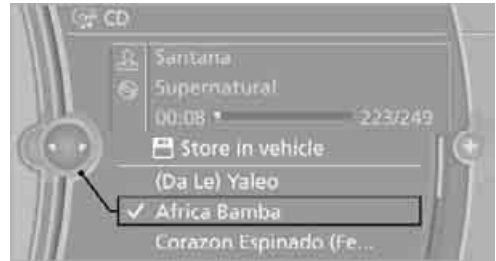 CD
Santana
Supernatural
00:08 223/249
Store in vehicle
(Da Le) Yaleo
Africa Bamba
Corazon Espinado (Fe...